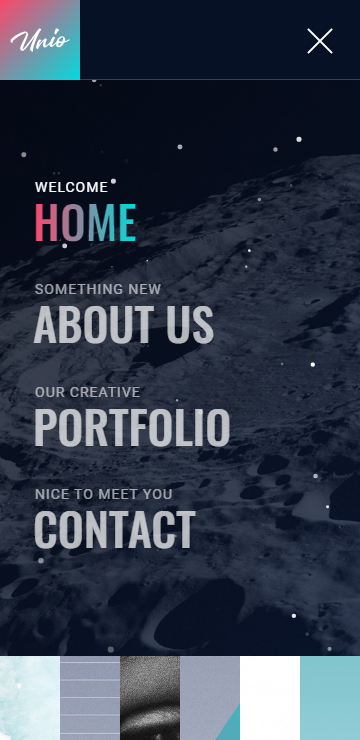 Unio
WELCOME
HOME
SOMETHING NEW
ABOUT US
OUR CREATIVE
PORTFOLIO
NICE TO MEET YOU
CONTACT